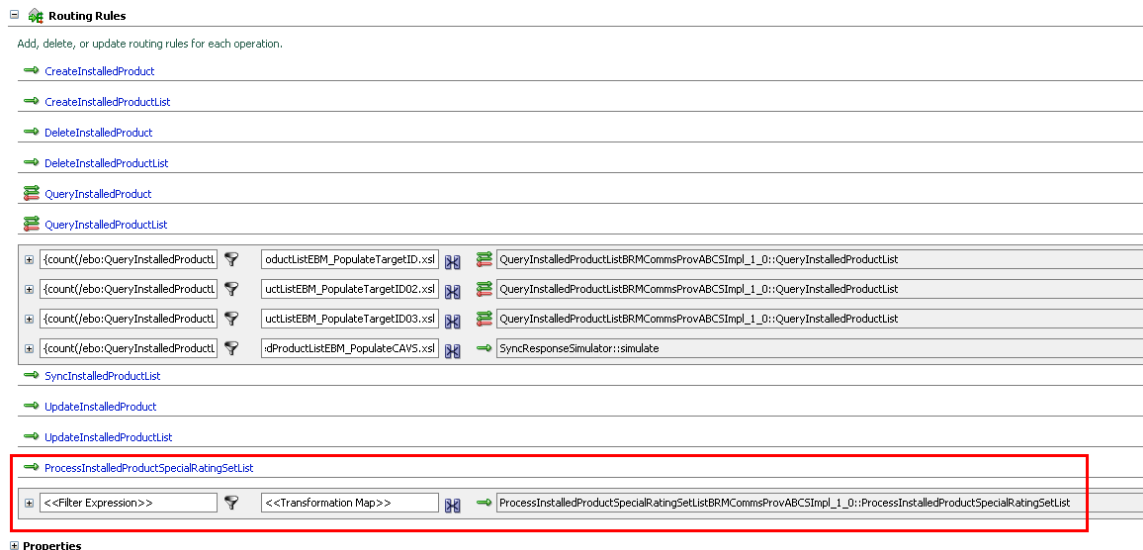 Routing Rules
Add, delete, or update routing rules for each operation.
CreateInstalledProduct
CreateInstalledProductList
DeleteInstalledProduct
DeleteInstalledProductList
QueryInstalledProduct
QueryInstalledProductList
{count(/ebo:QueryInstalledProductL oductListEBM_PopulateTargetID.xsl QueryInstalledProductListBRMCommsProvABCSImpl_1_0::QueryInstalledProductList
{count(/ebo:QueryInstalledProductL uctListEBM_PopulateTargetID02.xsl QueryInstalledProductListBRMCommsProvABCSImpl_1_0::QueryInstalledProductList
{count(/ebo:QueryInstalledProductL uctListEBM_PopulateTargetID03.xsl QueryInstalledProductListBRMCommsProvABCSImpl_1_0::QueryInstalledProductList
{count(/ebo:QueryInstalledProductL dProductListEBM_PopulateCAVS.xsl SyncResponseSimulator::simulate
SyncInstalledProductList
UpdateInstalledProduct
UpdateInstalledProductList
ProcessInstalledProductSpecialRatingSetList
<<Filter Expression>> <<Transformation Map>> ProcessInstalledProductSpecialRatingSetListBRMCommsProvABCSImpl_1_0::ProcessInstalledProductSpecialRatingSetList
Properties